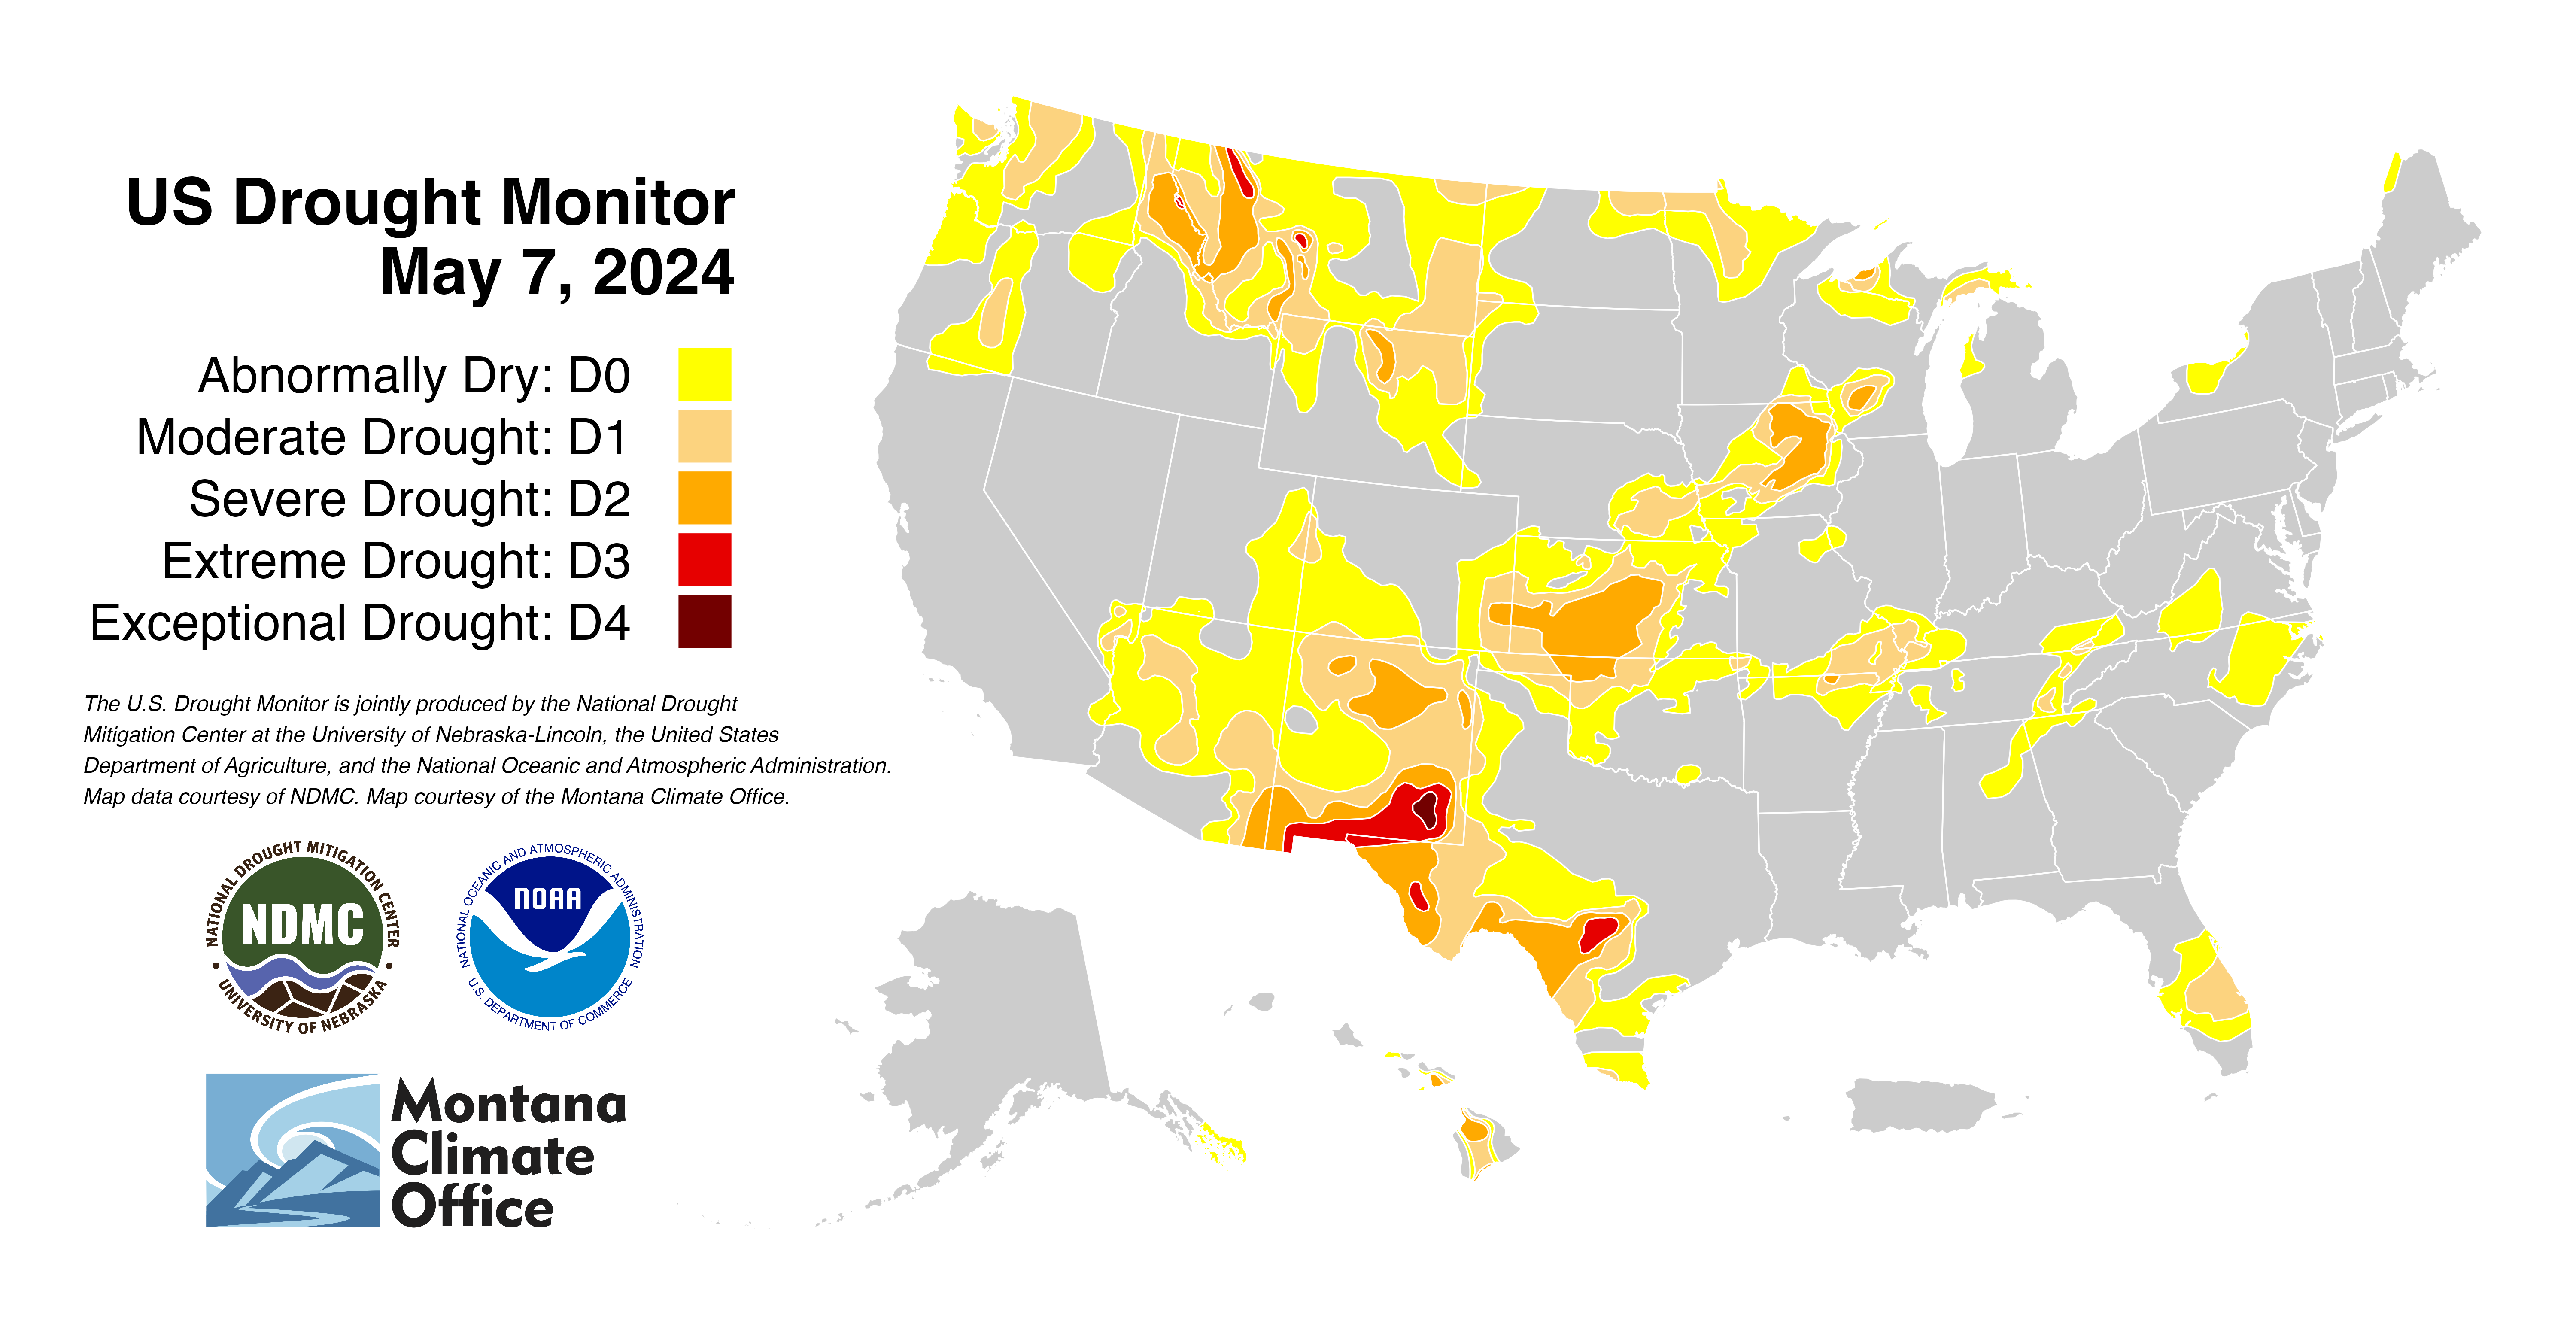 US Drought Monitor
May 7, 2024
Abnormally Dry: D0
Moderate Drought: D1
Severe Drought: D2
Extreme Drought: D3
Exceptional Drought: D4
The U.S. Drought Monitor is jointly produced by the National Drought
Mitigation Center at the University of Nebraska-Lincoln, the United States
Department of Agriculture, and the National Oceanic and Atmospheric Administration.
Map data courtesy of NDMC. Map courtesy of the Montana Climate Office.
NATIONAL DROUGHT MITIGATION CENTER
NDMC
• UNIVERSITY OF NEBRASKA •
NATIONAL OCEANIC AND ATMOSPHERIC ADMINISTRATION
NOAA
U.S. DEPARTMENT OF COMMERCE
Montana
Climate
Office